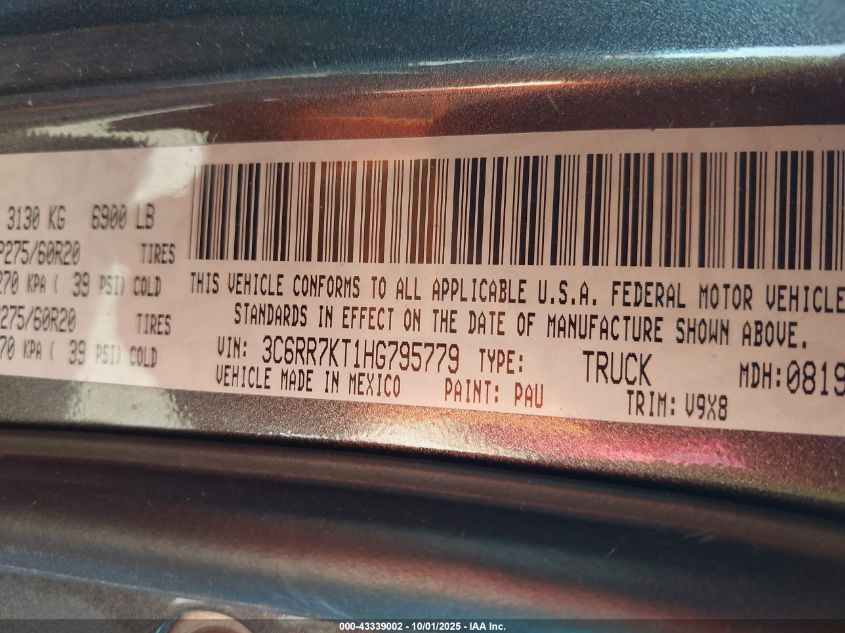 3130 KG 6900 LB
P275/60R20 TIRES
270 KPA ( 39 PSI) COLD
P275/60R20 TIRES
270 KPA ( 39 PSI) COLD
THIS VEHICLE CONFORMS TO ALL APPLICABLE U.S.A. FEDERAL MOTOR VEHICLE
STANDARDS IN EFFECT ON THE DATE OF MANUFACTURE SHOWN ABOVE.
VIN: 3C6RR7KT1HG795779 TYPE: TRUCK MDH:0819
VEHICLE MADE IN MEXICO PAINT: PAU TRIM: V9X8
000-43339002 - 10/01/2025 - IAA Inc.